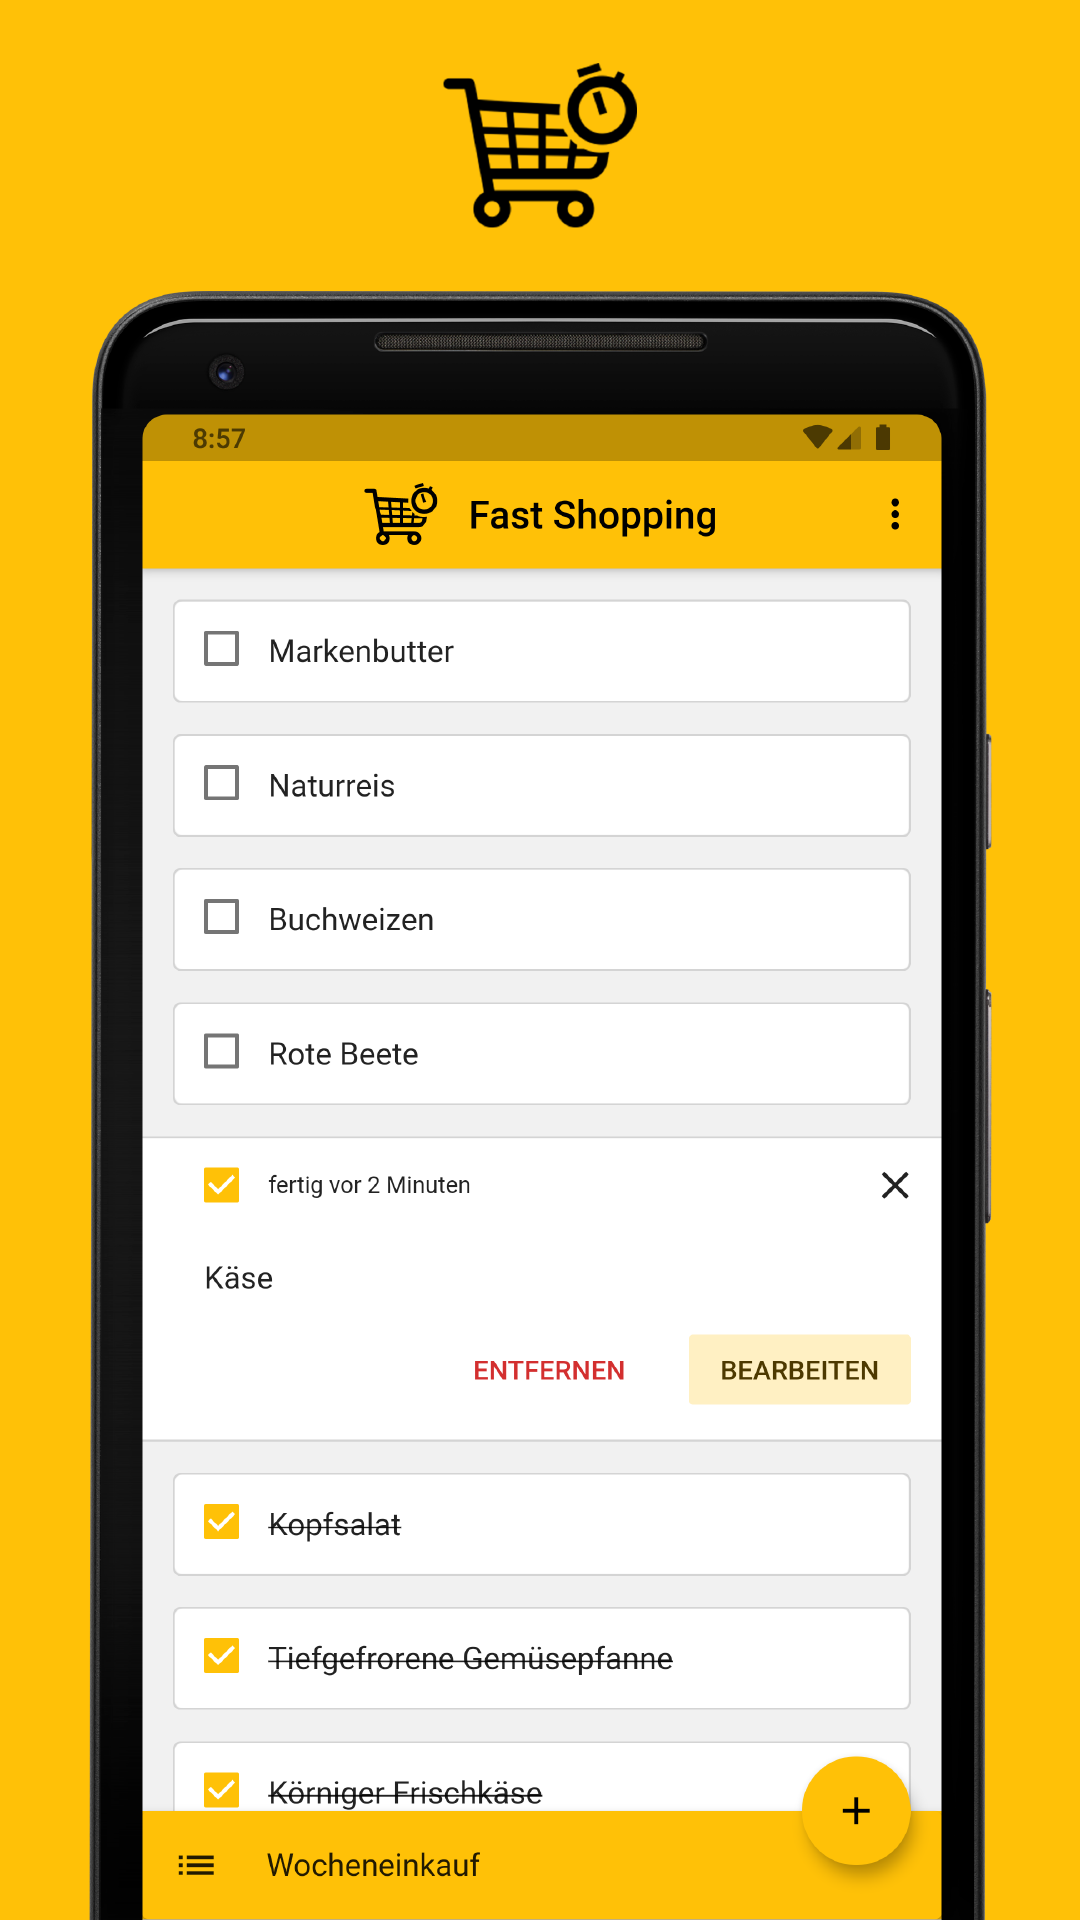 8:57
Fast Shopping
Markenbutter
Naturreis
Buchweizen
Rote Beete
fertig vor 2 Minuten
Käse
ENTFERNEN
BEARBEITEN
Kopfsalat
Tiefgefrorene Gemüsepfanne
Körniger Frischkäse
Wocheneinkauf